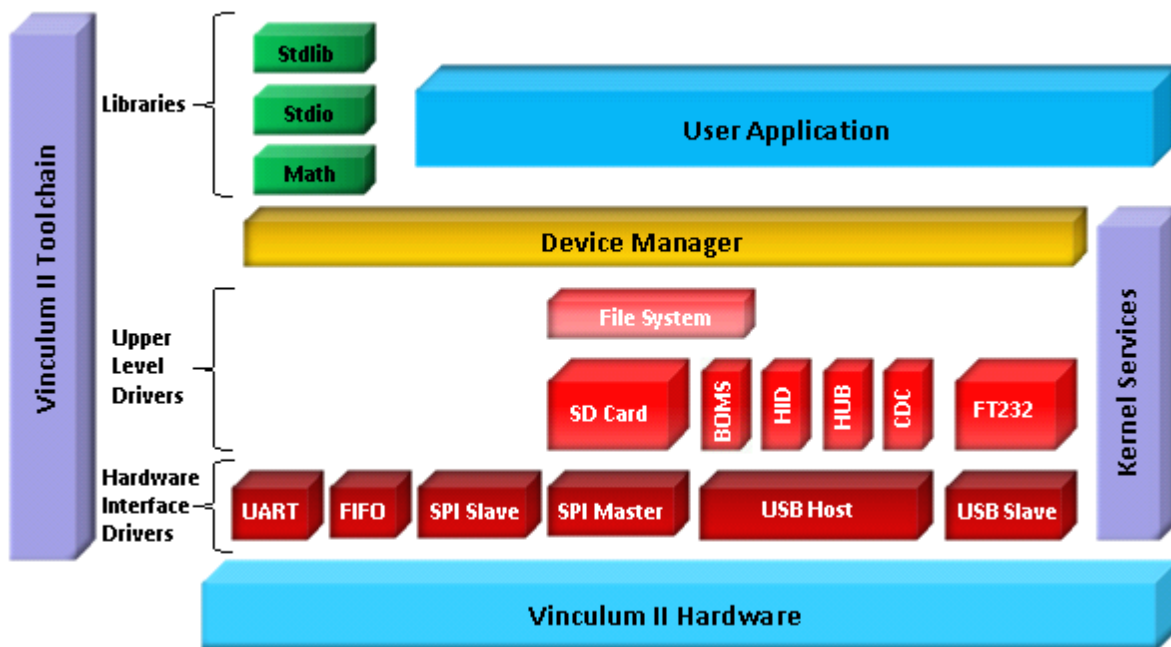 Vinculum II Toolchain
Libraries
Stdlib
Stdio
Math
User Application
Device Manager
Kernel Services
Upper
Level
Drivers
File System
SD Card
BOMS
HID
HUB
CDC
FT232
Hardware
Interface
Drivers
UART
FIFO
SPI Slave
SPI Master
USB Host
USB Slave
Vinculum II Hardware